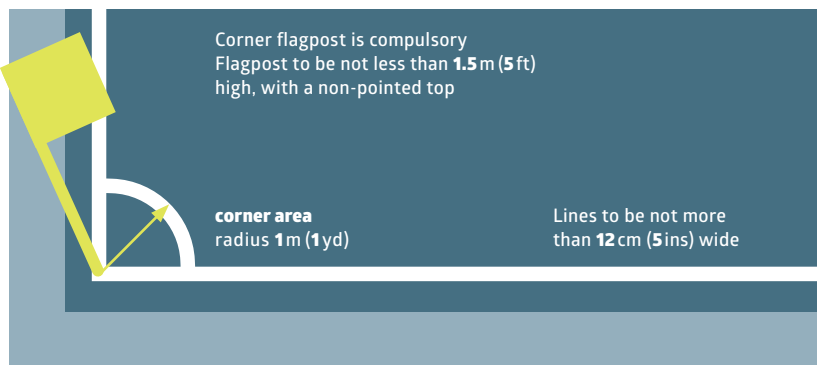 Corner flagpost is compulsory
Flagpost to be not less than 1.5 m (5 ft)
high, with a non-pointed top
corner area
radius 1 m (1 yd)
Lines to be not more
than 12 cm (5 ins) wide